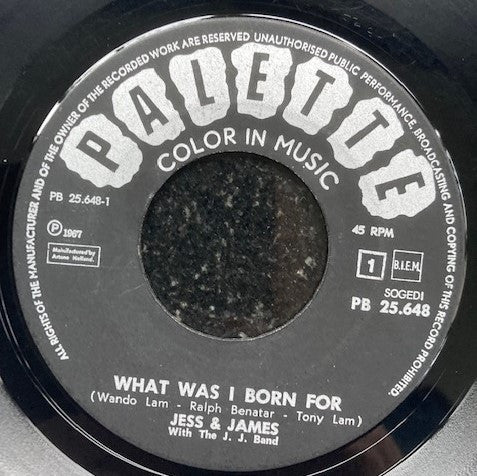 ALL RIGHTS OF THE MANUFACTURER AND OF THE OWNER OF THE RECORDED WORK ARE RESERVED UNAUTHORISED PUBLIC PERFORMANCE, BROADCASTING AND COPYING OF THIS RECORD PROHIBITED.
PALETTE
COLOR IN MUSIC
PB 25.648-1
℗ 1967
45 RPM
Manufactured by
Artone Holland.
1
B.I.E.M.
SOGEDI
PB 25.648
WHAT WAS I BORN FOR
(Wando Lam - Ralph Benatar - Tony Lam)
JESS & JAMES
With The J. J. Band